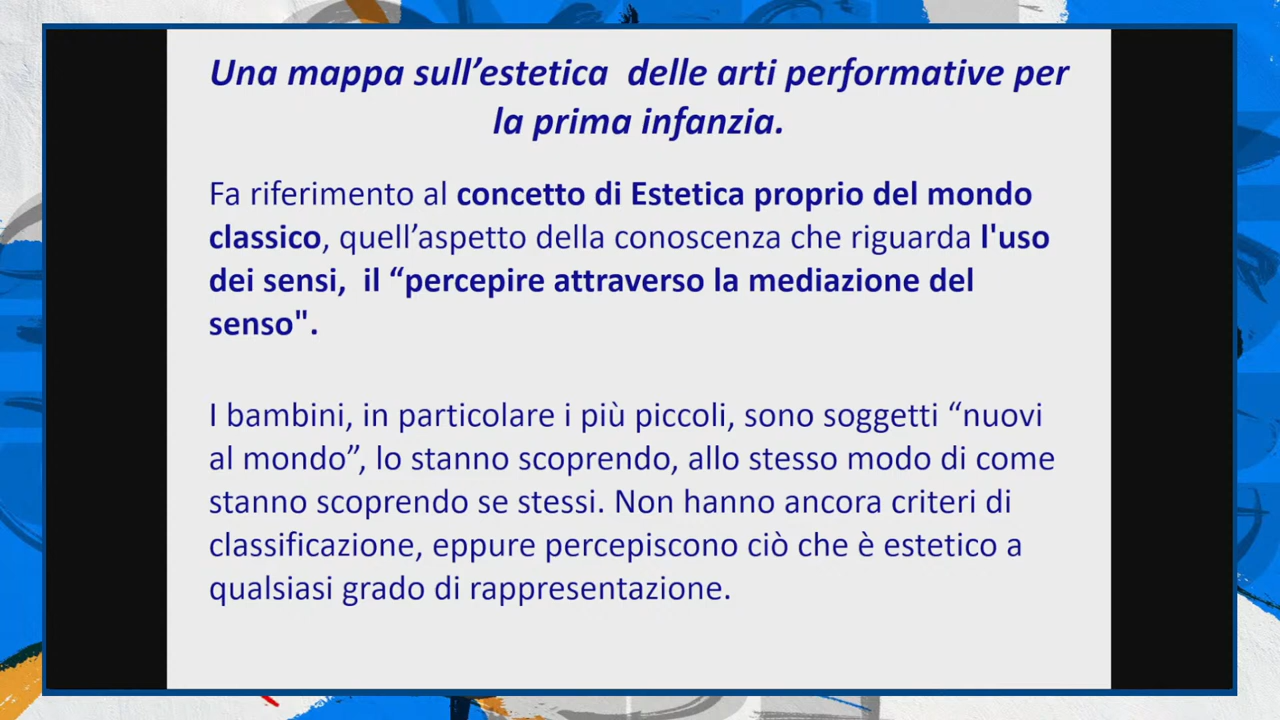 Una mappa sull’estetica  delle arti performative per
la prima infanzia.
Fa riferimento al concetto di Estetica proprio del mondo
classico, quell’aspetto della conoscenza che riguarda l'uso
dei sensi,  il “percepire attraverso la mediazione del
senso".
I bambini, in particolare i più piccoli, sono soggetti “nuovi
al mondo”, lo stanno scoprendo, allo stesso modo di come
stanno scoprendo se stessi. Non hanno ancora criteri di
classificazione, eppure percepiscono ciò che è estetico a
qualsiasi grado di rappresentazione.